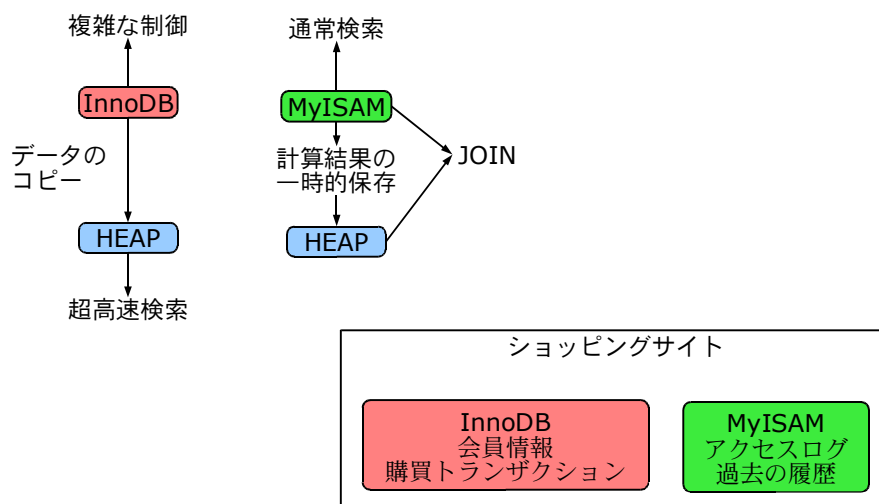 複雑な制御
InnoDB
データの
コピー
HEAP
超高速検索
通常検索
MyISAM
計算結果の
一時的保存
HEAP
JOIN
ショッピングサイト
InnoDB
会員情報
購買トランザクション
MyISAM
アクセスログ
過去の履歴